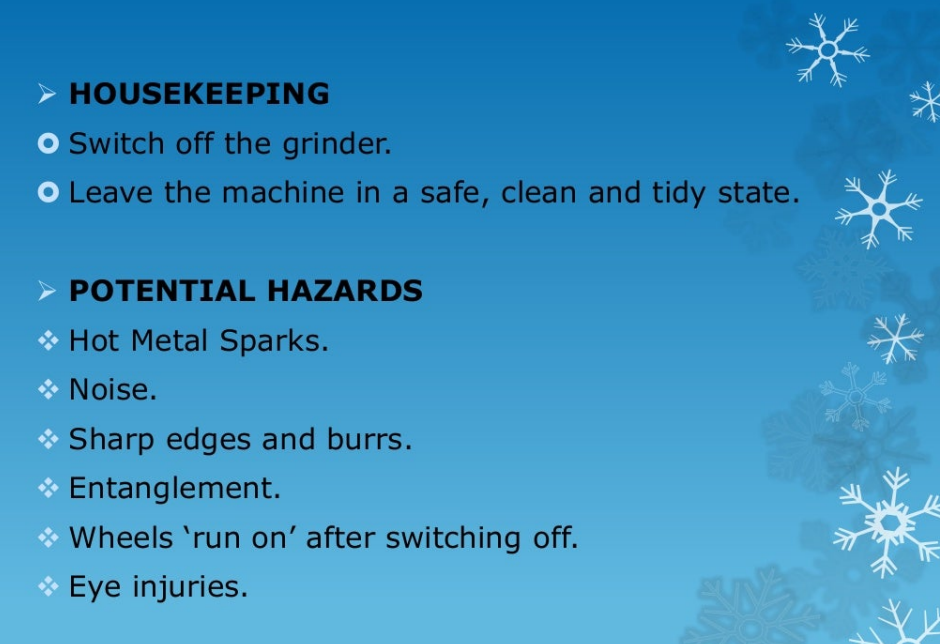 HOUSEKEEPING
Switch off the grinder.
Leave the machine in a safe, clean and tidy state.
POTENTIAL HAZARDS
Hot Metal Sparks.
Noise.
Sharp edges and burrs.
Entanglement.
Wheels ‘run on’ after switching off.
Eye injuries.